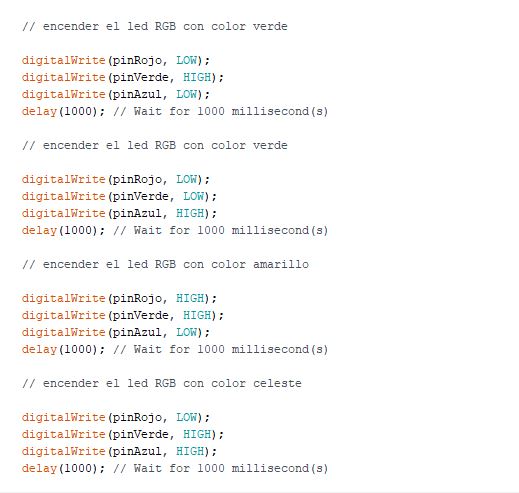 // encender el led RGB con color verde
digitalWrite(pinRojo, LOW);
digitalWrite(pinVerde, HIGH);
digitalWrite(pinAzul, LOW);
delay(1000); // Wait for 1000 millisecond(s)
// encender el led RGB con color verde
digitalWrite(pinRojo, LOW);
digitalWrite(pinVerde, LOW);
digitalWrite(pinAzul, HIGH);
delay(1000); // Wait for 1000 millisecond(s)
// encender el led RGB con color amarillo
digitalWrite(pinRojo, HIGH);
digitalWrite(pinVerde, HIGH);
digitalWrite(pinAzul, LOW);
delay(1000); // Wait for 1000 millisecond(s)
// encender el led RGB con color celeste
digitalWrite(pinRojo, LOW);
digitalWrite(pinVerde, HIGH);
digitalWrite(pinAzul, HIGH);
delay(1000); // Wait for 1000 millisecond(s)